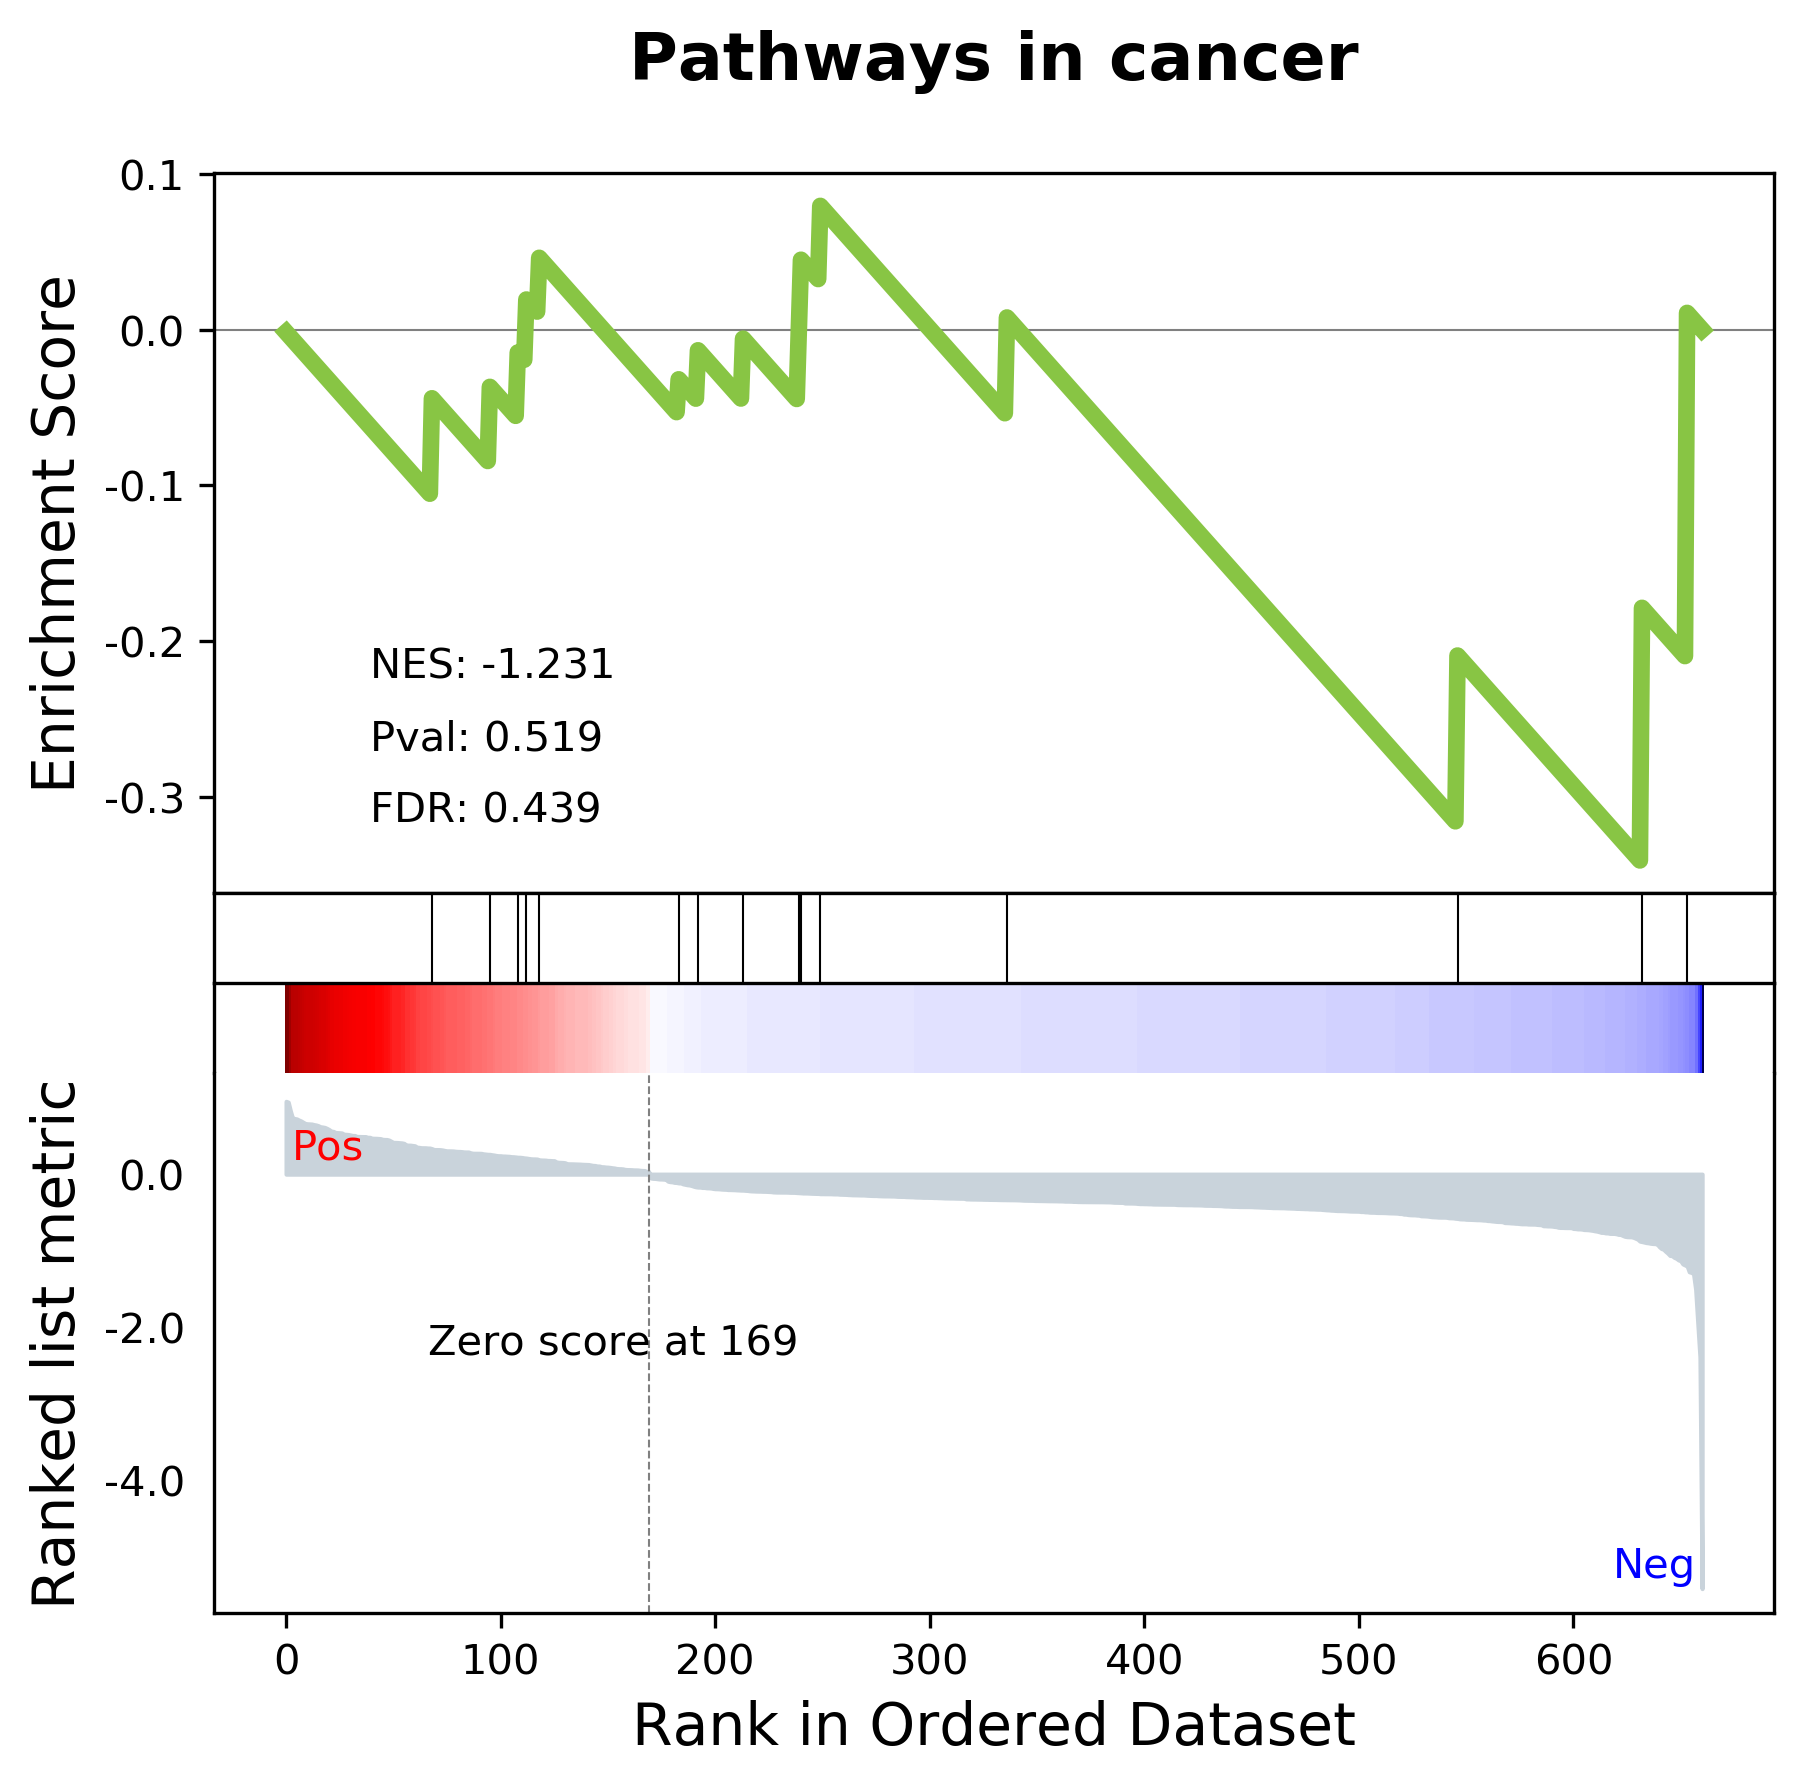 Pathways in cancer
Enrichment Score
0.1
0.0
-0.1
-0.2
-0.3
NES: -1.231
Pval: 0.519
FDR: 0.439
Ranked list metric
0.0
-2.0
-4.0
Pos
Zero score at 169
Neg
0 100 200 300 400 500 600
Rank in Ordered Dataset